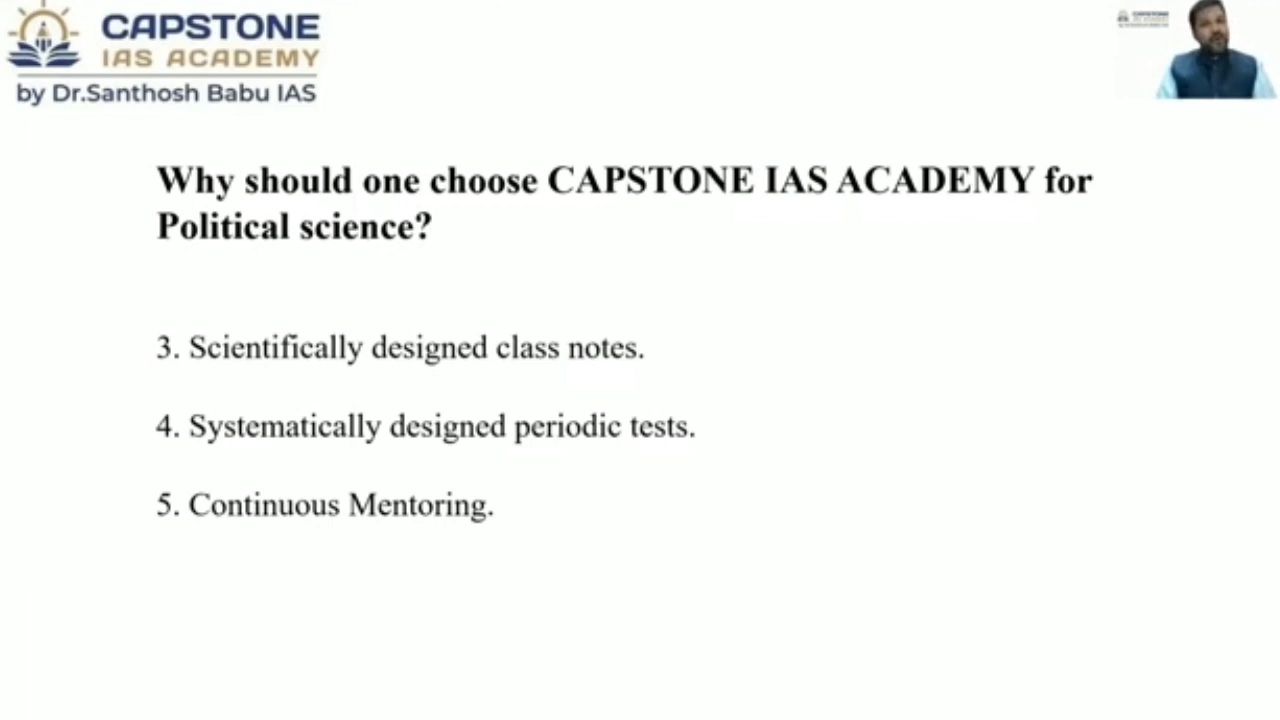 CAPSTONE
IAS ACADEMY
by Dr.Santhosh Babu IAS
Why should one choose CAPSTONE IAS ACADEMY for
Political science?
3. Scientifically designed class notes.
4. Systematically designed periodic tests.
5. Continuous Mentoring.